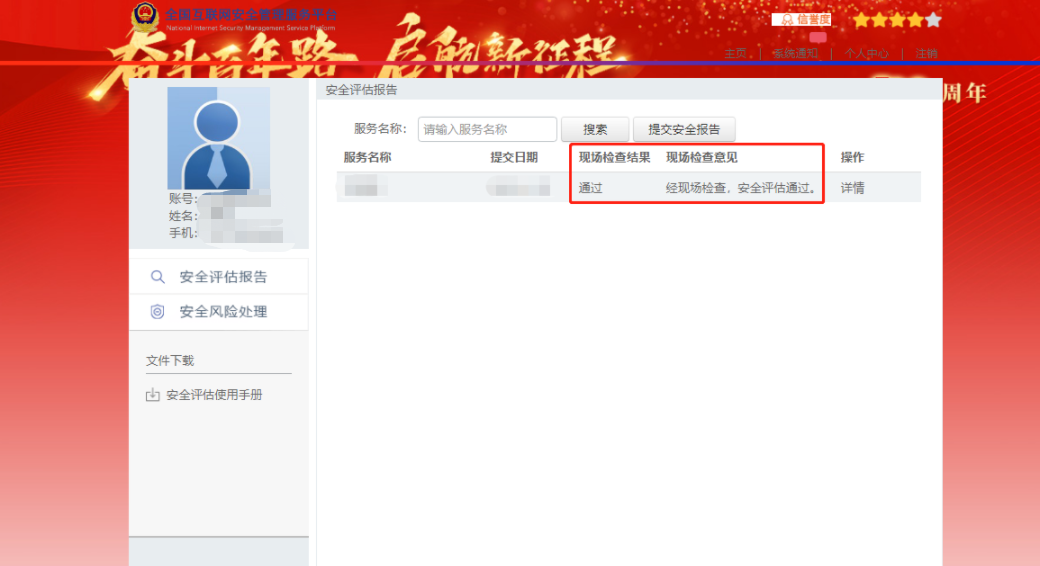 全国互联网安全管理服务平台
National Internet Security Management Service Platform
信誉度
奋斗百年路 启航新征程
主页 | 系统通知 | 个人中心 | 注销
周年
安全评估报告
服务名称: 请输入服务名称 搜索 提交安全报告
服务名称 提交日期 现场检查结果 现场检查意见 操作
通过 经现场检查，安全评估通过。 详情
账号:
姓名:
手机:
安全评估报告
安全风险处理
文件下载
安全评估使用手册